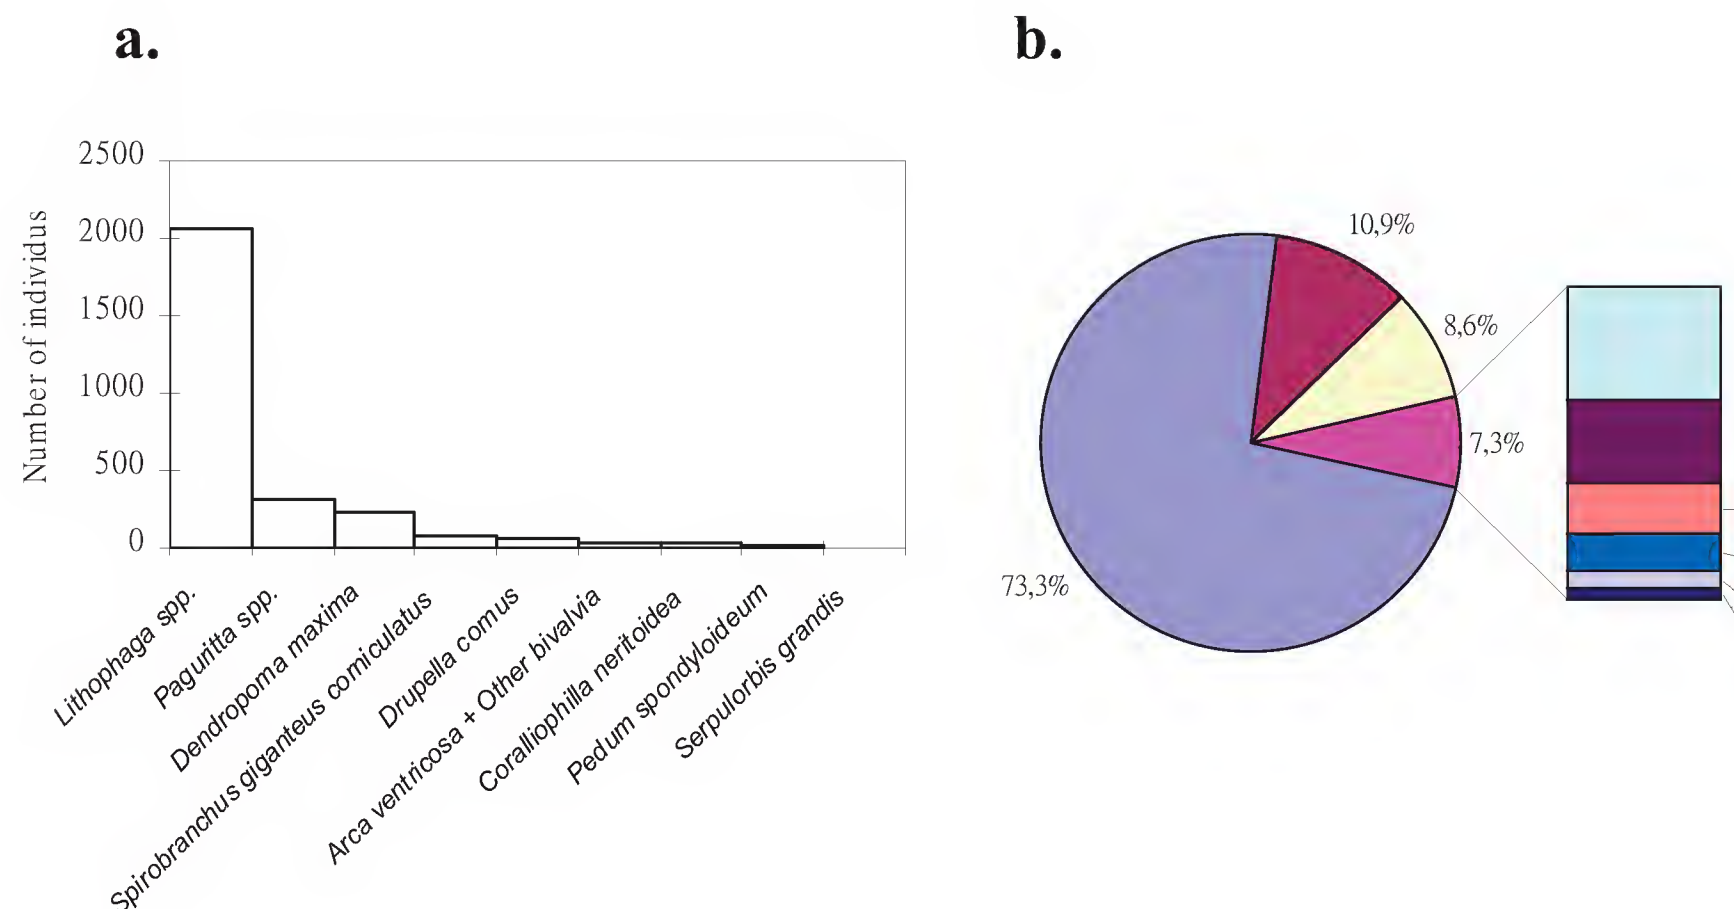 a.
b.
Number of individus
2500
2000
1500
1000
500
0
Lithophaga spp.
Paguritta spp.
Dendropoma maxima
Spirobranchus giganteus corniculatus
Drupella cornus
Arca ventricosa + Other bivalvia
Coralliophilla neritoidea
Pedum spondyloideum
Serpulorbis grandis
10,9%
8,6%
7,3%
73,3%